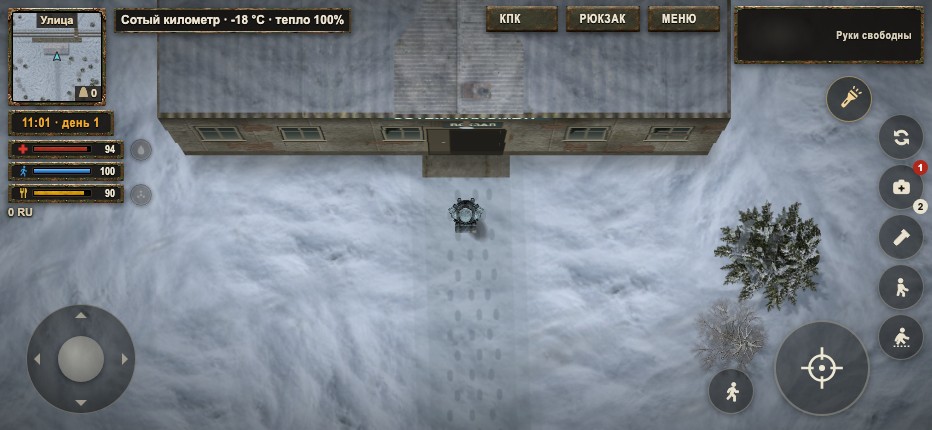 Улица
0
Сотый километр · -18 °C · тепло 100%
КПК
РЮКЗАК
МЕНЮ
Руки свободны
11:01 · день 1
94
100
90
0 RU
1
2